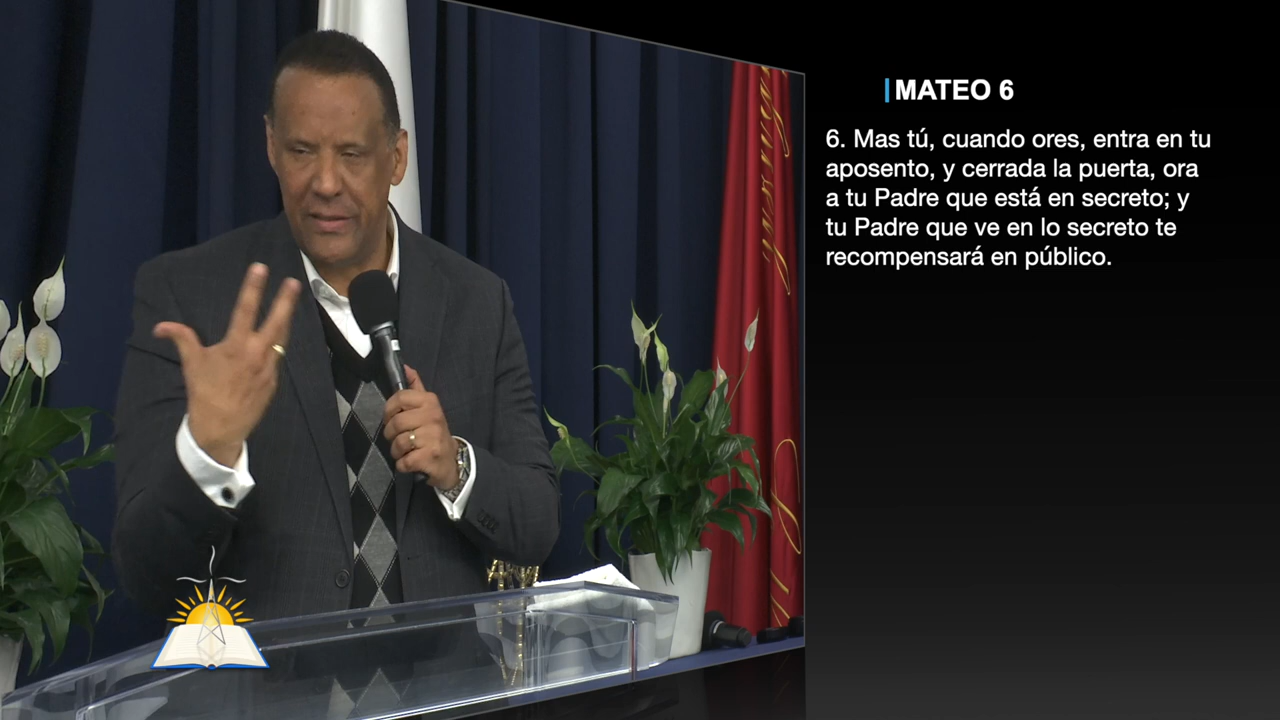 MATEO 6
6. Mas tú, cuando ores, entra en tu
aposento, y cerrada la puerta, ora
a tu Padre que está en secreto; y
tu Padre que ve en lo secreto te
recompensará en público.